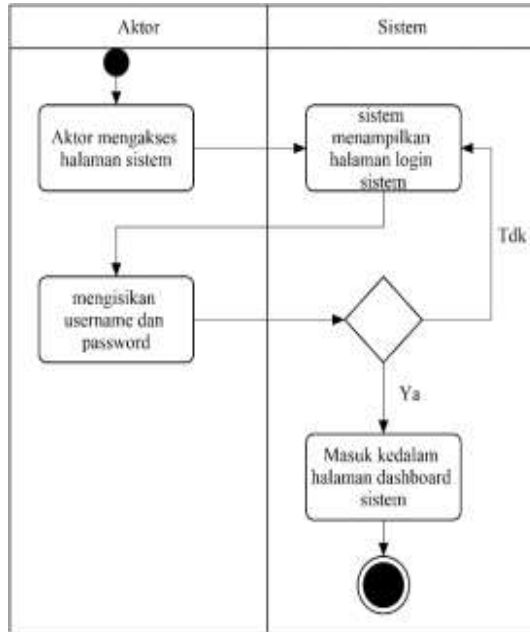 Aktor
Sistem
Aktor mengakses
halaman sistem
sistem
menampilkan
halaman login
sistem
Tdk
mengisikan
username dan
password
Ya
Masuk kedalam
halaman dashboard
sistem